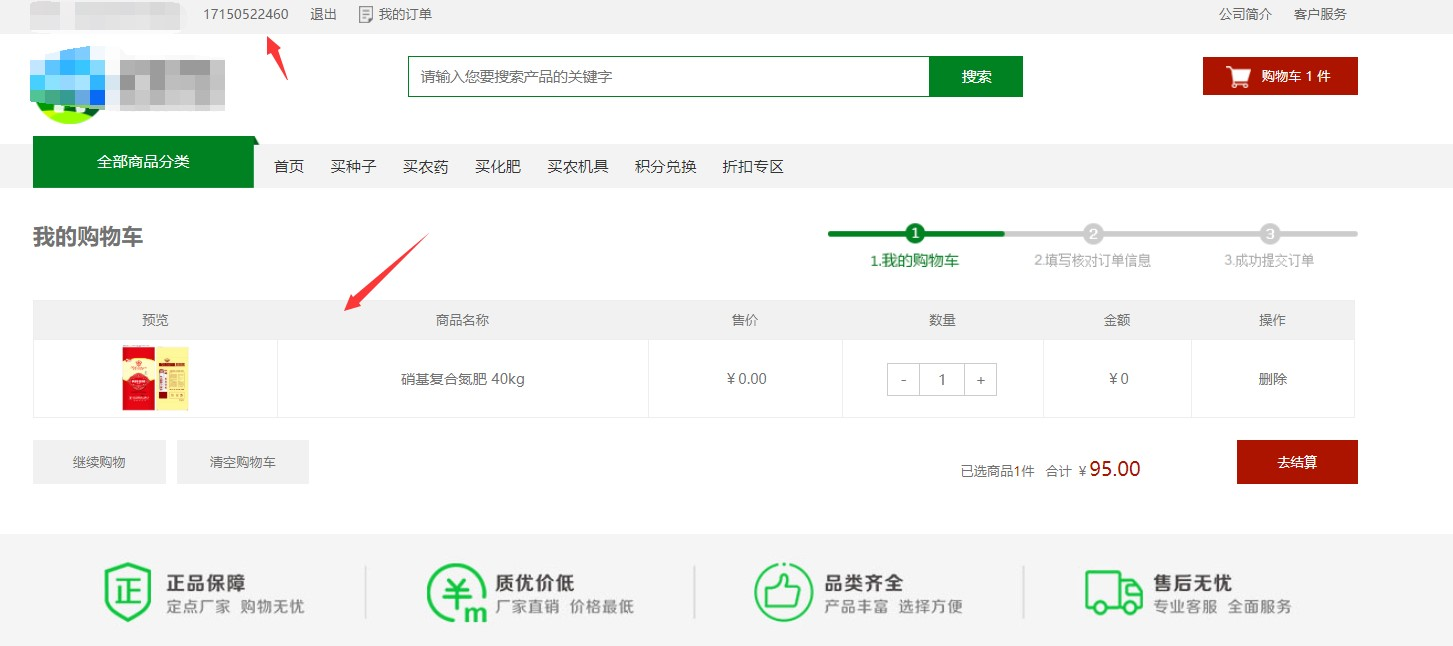 17150522460 退出 我的订单 公司简介 客户服务
请输入您要搜索产品的关键字 搜索 购物车 1 件
全部商品分类 首页 买种子 买农药 买化肥 买农机具 积分兑换 折扣专区
我的购物车
1 2 3
1.我的购物车 2.填写核对订单信息 3.成功提交订单
预览 商品名称 售价 数量 金额 操作
硝基复合氮肥 40kg ¥ 0.00 - 1 + ¥ 0 删除
继续购物 清空购物车 已选商品1件 合计 ¥ 95.00 去结算
正 正品保障 质优价低 品类齐全 售后无忧
定点厂家 购物无忧 厂家直销 价格最低 产品丰富 选择方便 专业客服 全面服务